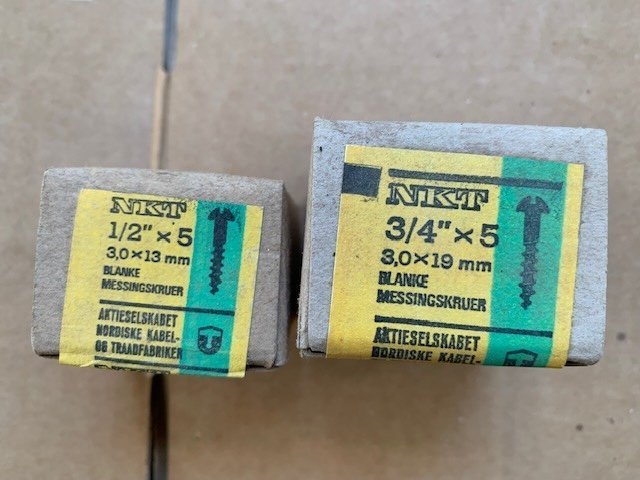 NKT
1/2" × 5
3,0 × 13 mm
BLANKE
MESSINGSKRUER
AKTIESELSKABET
NORDISKE KABEL-
OG TRAADFABRIKER
NKT
3/4" × 5
3,0 × 19 mm
BLANKE
MESSINGSKRUER
AKTIESELSKABET
NORDISKE KABEL-